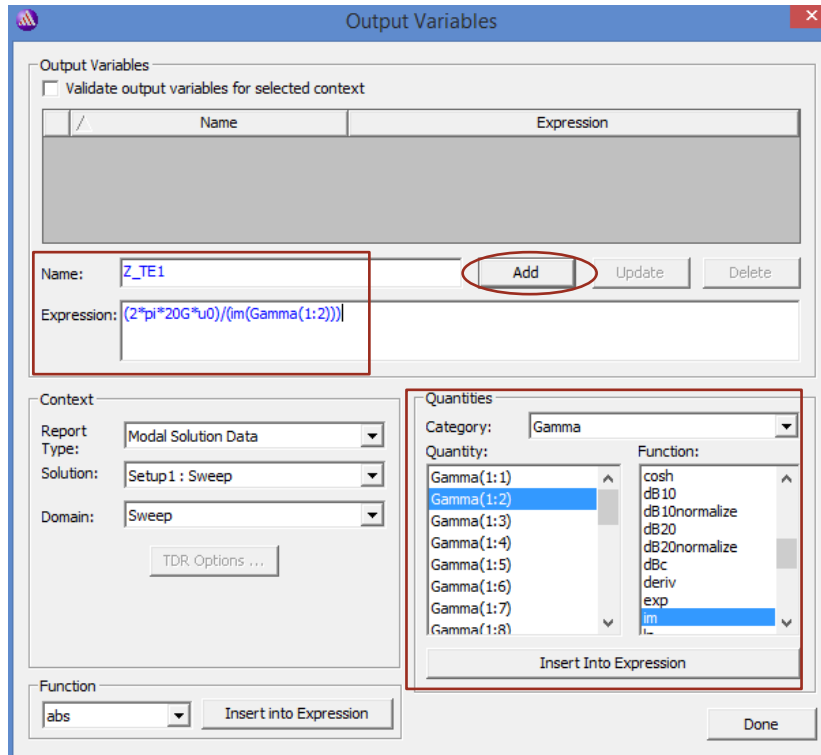 Output Variables
Output Variables
Validate output variables for selected context
/ Name Expression
Name: Z_TE1 Add Update Delete
Expression: (2*pi*20G*u0)/(im(Gamma(1:2)))
Context
Report Type: Modal Solution Data
Solution: Setup1 : Sweep
Domain: Sweep
TDR Options ...
Quantities
Category: Gamma
Quantity: Function:
Gamma(1:1)
Gamma(1:2)
Gamma(1:3)
Gamma(1:4)
Gamma(1:5)
Gamma(1:6)
Gamma(1:7)
Gamma(1:8)
cosh
dB10
dB10normalize
dB20
dB20normalize
dBc
deriv
exp
im
Insert Into Expression
Function
abs Insert into Expression
Done